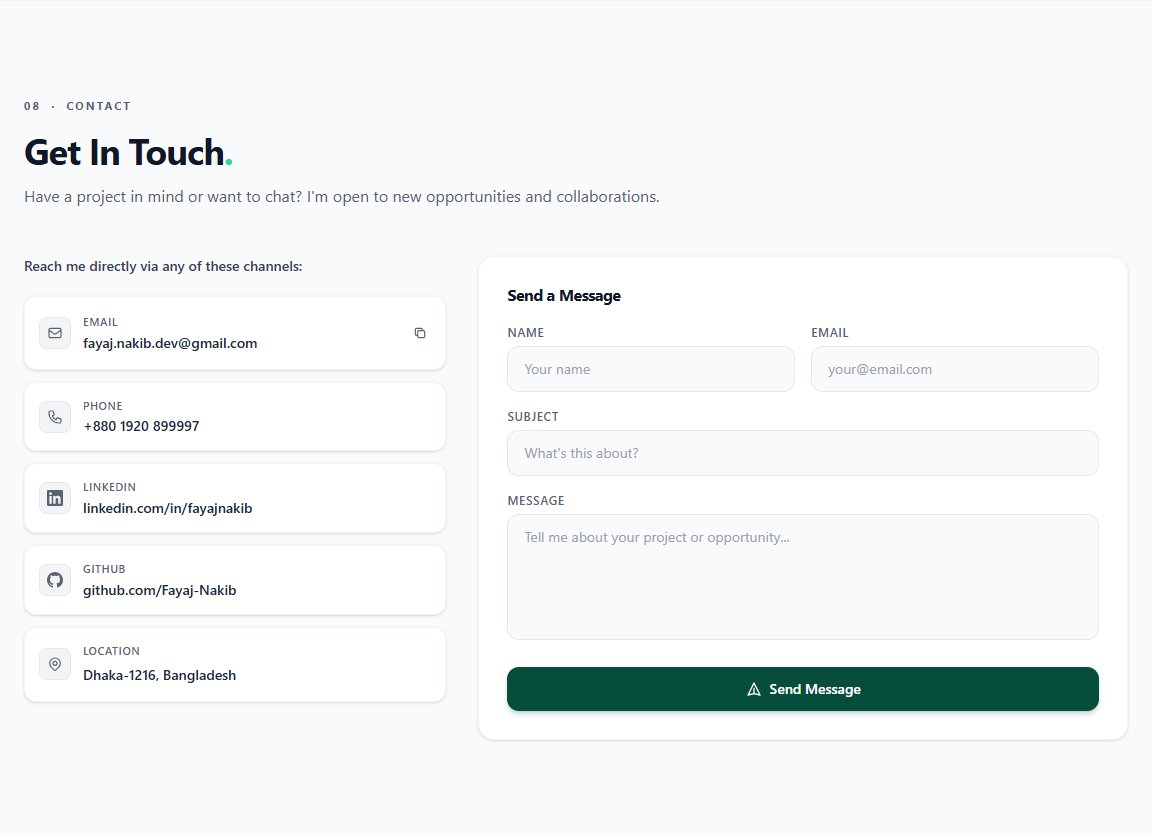 08 · CONTACT
Get In Touch.
Have a project in mind or want to chat? I'm open to new opportunities and collaborations.
Reach me directly via any of these channels:
EMAIL
fayaj.nakib.dev@gmail.com
PHONE
+880 1920 899997
LINKEDIN
linkedin.com/in/fayajnakib
GITHUB
github.com/Fayaj-Nakib
LOCATION
Dhaka-1216, Bangladesh
Send a Message
NAME
Your name
EMAIL
your@email.com
SUBJECT
What's this about?
MESSAGE
Tell me about your project or opportunity...
Send Message